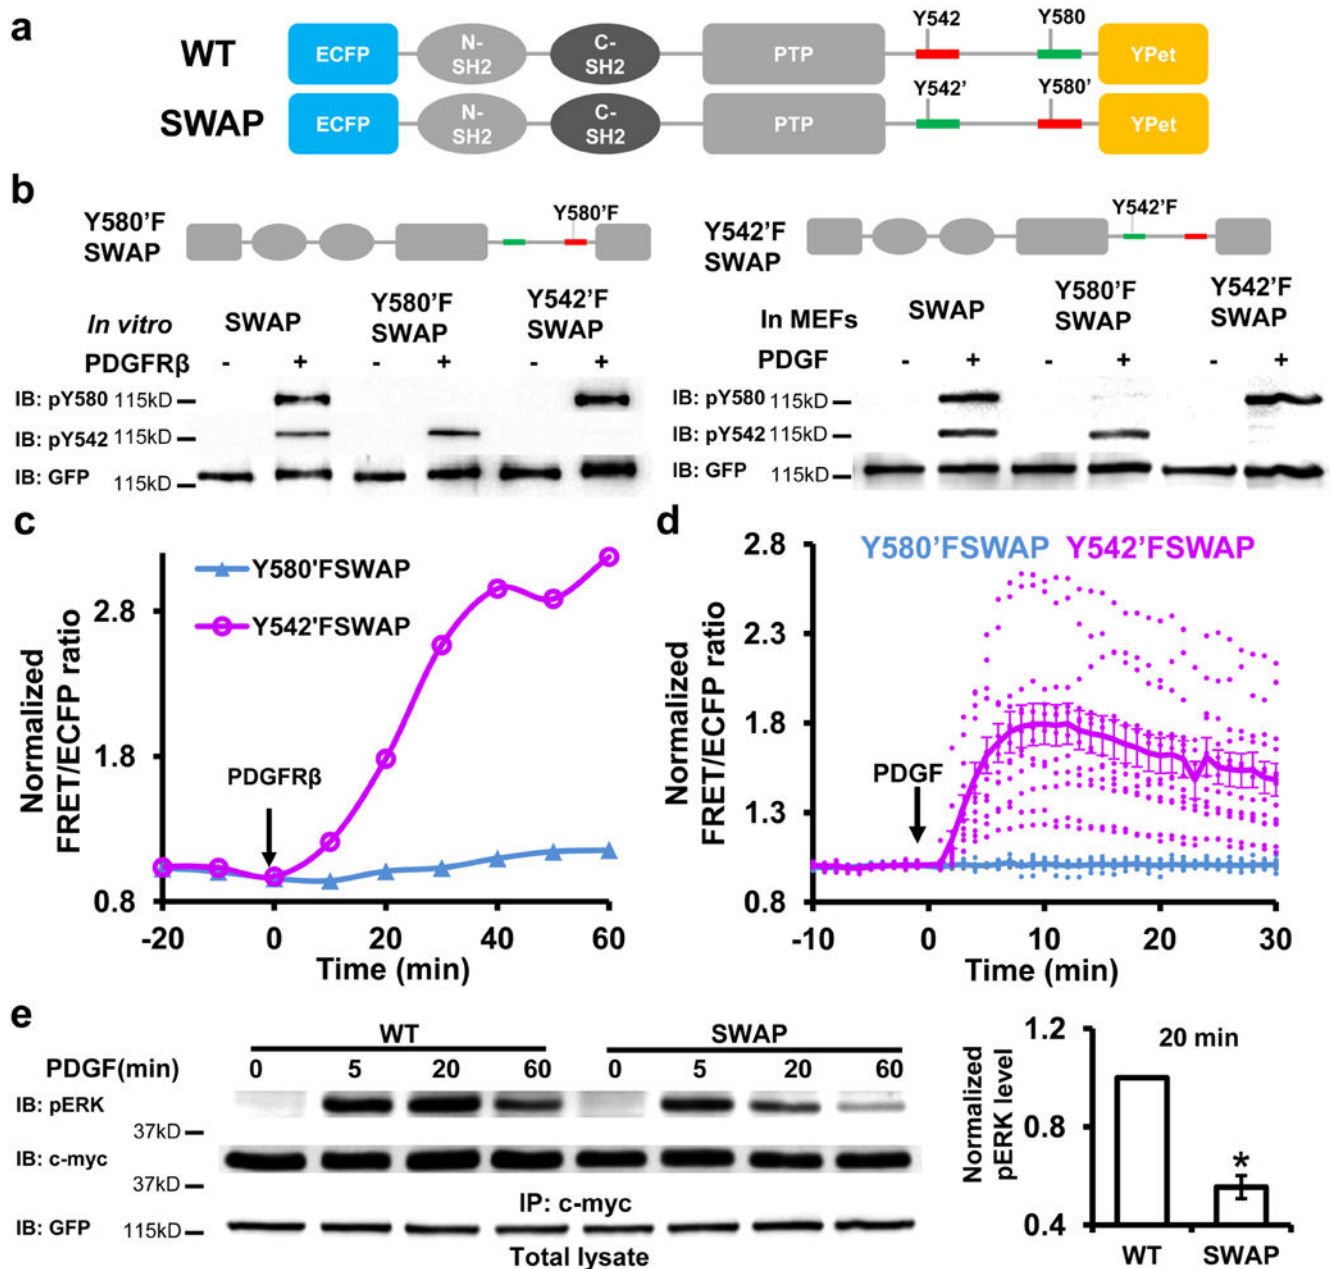 a
Y542 Y580
WT ECFP N-SH2 C-SH2 PTP YPet
Y542' Y580'
SWAP ECFP N-SH2 C-SH2 PTP YPet
b
Y580'F SWAP
Y580'F
Y542'F SWAP
Y542'F
In vitro SWAP Y580'F SWAP Y542'F SWAP
PDGFRβ - + - + - +
IB: pY580 115kD
IB: pY542 115kD
IB: GFP 115kD
In MEFs SWAP Y580'F SWAP Y542'F SWAP
PDGF - + - + - +
IB: pY580 115kD
IB: pY542 115kD
IB: GFP 115kD
c
Y580'FSWAP
Y542'FSWAP
Normalized
FRET/ECFP ratio
2.8
1.8
0.8
PDGFRβ
-20 0 20 40 60
Time (min)
d
Y580'FSWAP Y542'FSWAP
Normalized
FRET/ECFP ratio
2.8
2.3
1.8
1.3
0.8
PDGF
-10 0 10 20 30
Time (min)
e
WT SWAP
PDGF(min) 0 5 20 60 0 5 20 60
IB: pERK
37kD
IB: c-myc
37kD
IP: c-myc
IB: GFP 115kD
Total lysate
Normalized
pERK level
1.2
0.8
0.4
20 min
*
WT SWAP